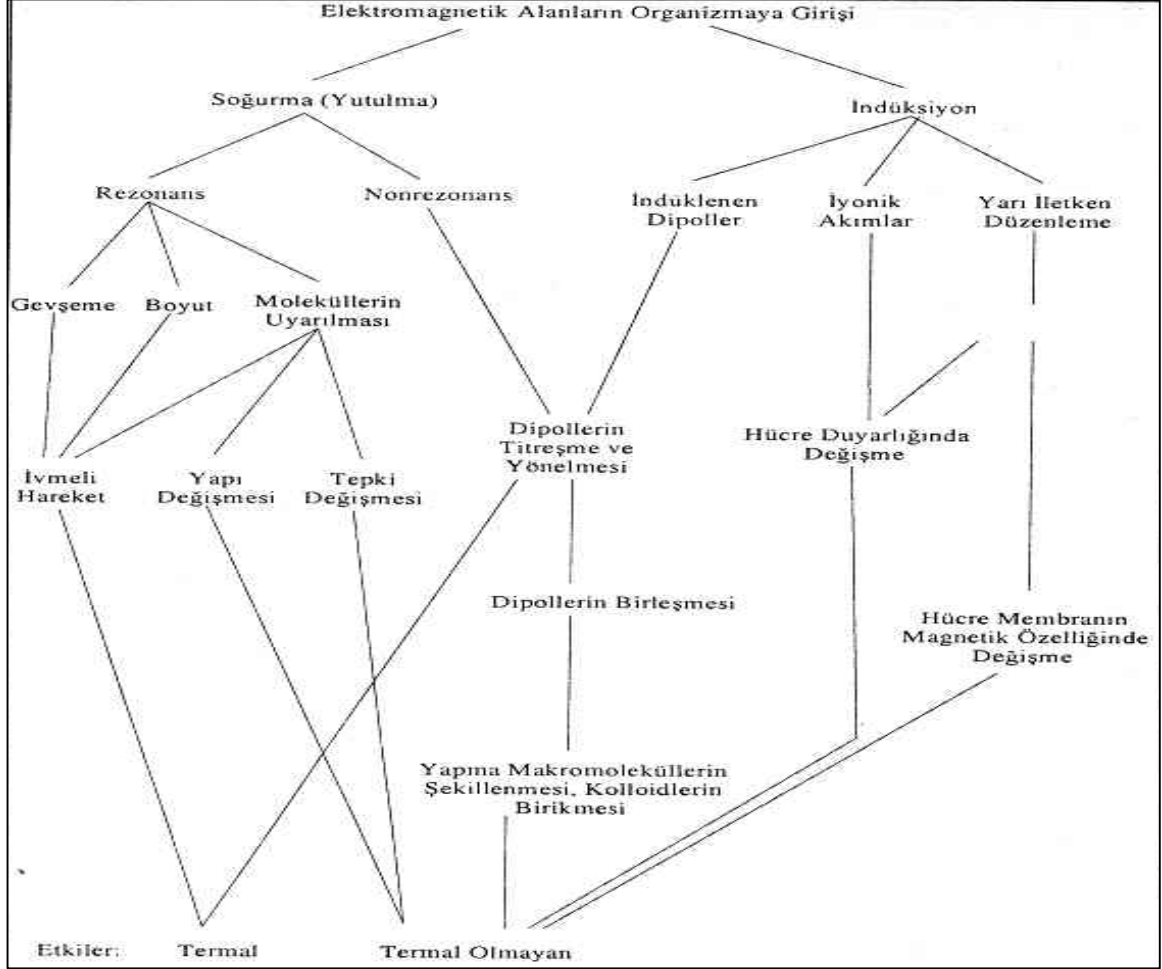 Elektromagnetik Alanların Organizmaya Girişi
Soğurma (Yutulma)
İndüksiyon
Rezonans
Nonrezonans
İndüklenen
Dipoller
İyonik
Akımlar
Yarı İletken
Düzenleme
Gevşeme
Boyut
Moleküllerin
Uyarılması
Dipollerin
Titreşme ve
Yönelmesi
Hücre Duyarlığında
Değişme
İvmeli
Hareket
Yapı
Değişmesi
Tepki
Değişmesi
Dipollerin Birleşmesi
Hücre Membranın
Magnetik Özelliğinde
Değişme
Yapma Makromoleküllerin
Şekillenmesi, Kolloidlerin
Birikmesi
Etkiler: Termal Termal Olmayan